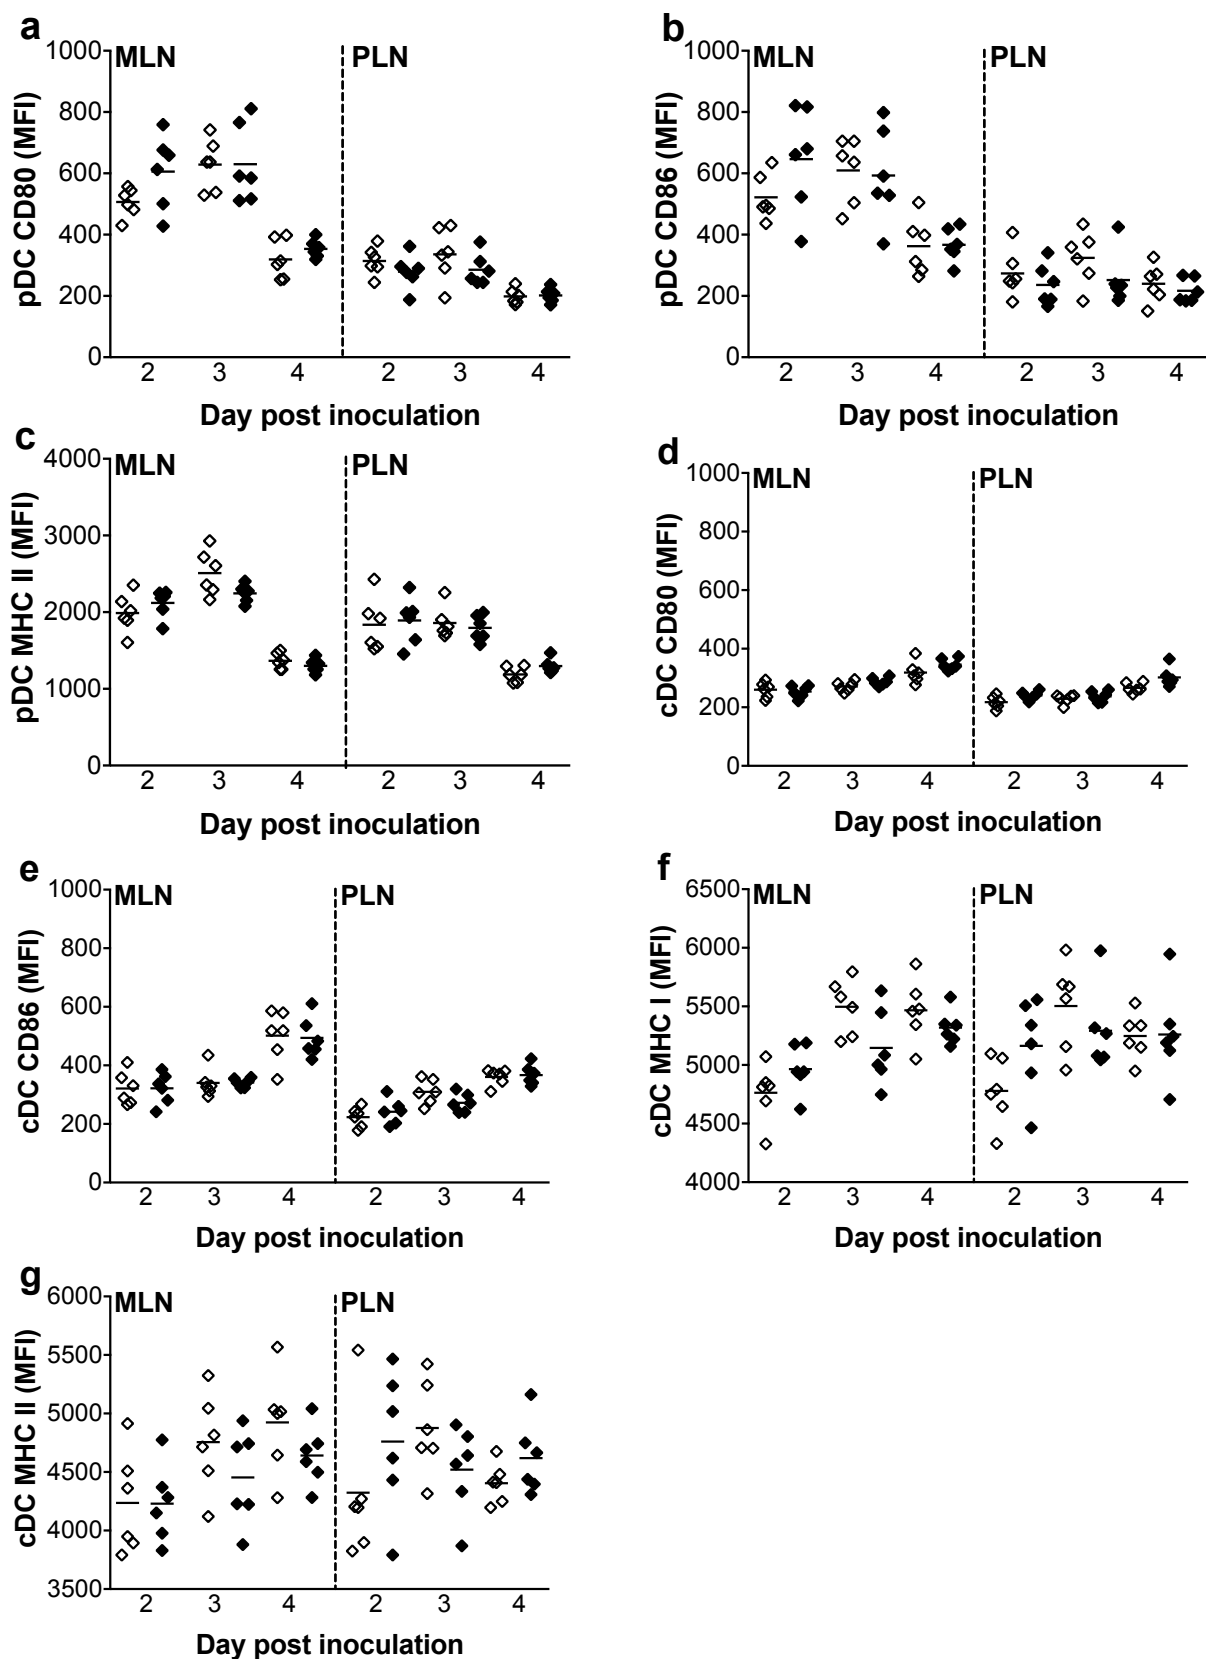 a
pDC CD80 (MFI)
1000
800
600
400
200
0
MLN
PLN
2 3 4 2 3 4
Day post inoculation
b
pDC CD86 (MFI)
1000
800
600
400
200
0
MLN
PLN
2 3 4 2 3 4
Day post inoculation
c
pDC MHC II (MFI)
4000
3000
2000
1000
0
MLN
PLN
2 3 4 2 3 4
Day post inoculation
d
cDC CD80 (MFI)
1000
800
600
400
200
0
MLN
PLN
2 3 4 2 3 4
Day post inoculation
e
cDC CD86 (MFI)
1000
800
600
400
200
0
MLN
PLN
2 3 4 2 3 4
Day post inoculation
f
cDC MHC I (MFI)
6500
6000
5500
5000
4500
4000
MLN
PLN
2 3 4 2 3 4
Day post inoculation
g
cDC MHC II (MFI)
6000
5500
5000
4500
4000
3500
MLN
PLN
2 3 4 2 3 4
Day post inoculation